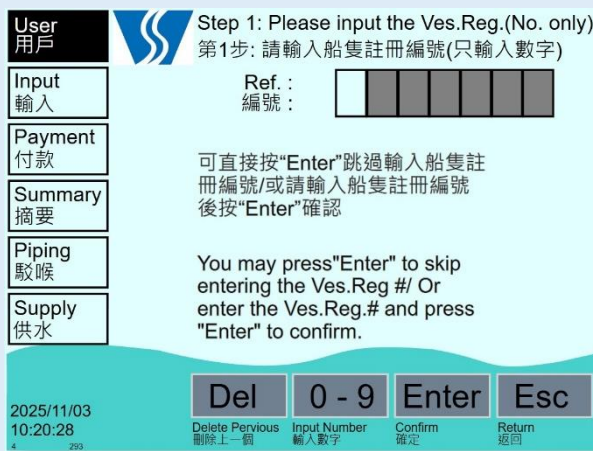 User
用戶
Input
輸入
Payment
付款
Summary
摘要
Piping
駁喉
Supply
供水
Step 1: Please input the Ves.Reg.(No. only)
第1步: 請輸入船隻註冊編號(只輸入數字)
Ref. :
編號 :
可直接按“Enter”跳過輸入船隻註
冊編號/或請輸入船隻註冊編號
後按“Enter”確認
You may press"Enter" to skip
entering the Ves.Reg #/ Or
enter the Ves.Reg.# and press
"Enter" to confirm.
2025/11/03
10:20:28
4 293
Del
Delete Pervious
刪除上一個
0 - 9
Input Number
輸入數字
Enter
Confirm
確定
Esc
Return
返回